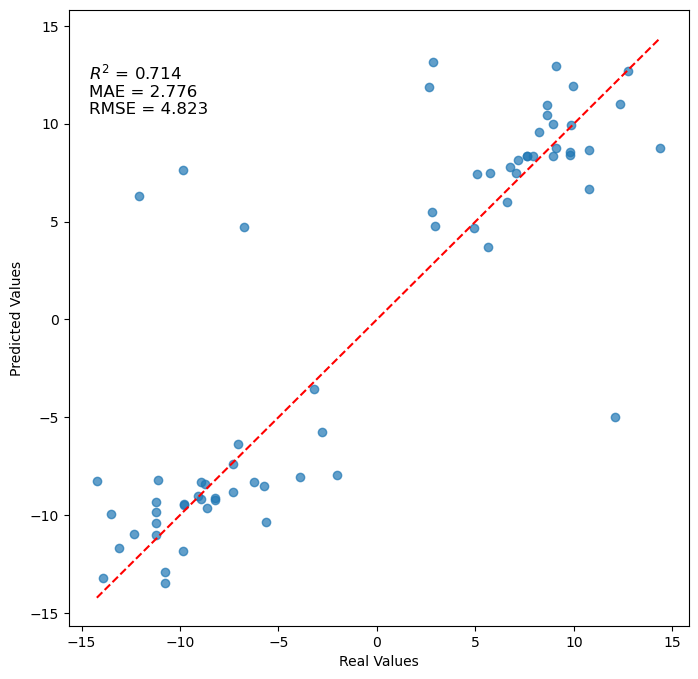 R² = 0.714
MAE = 2.776
RMSE = 4.823
15
10
5
0
−5
−10
−15
Predicted Values
−15 −10 −5 0 5 10 15
Real Values